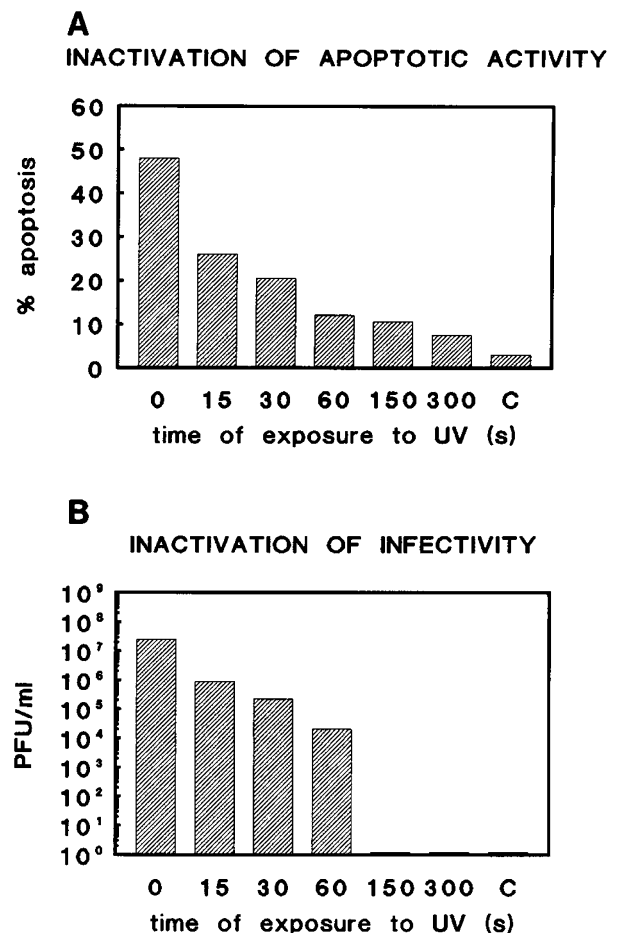 A
INACTIVATION OF APOPTOTIC ACTIVITY
60
50
40
30
20
10
0
% apoptosis
0 15 30 60 150 300 C
time of exposure to UV (s)
B
INACTIVATION OF INFECTIVITY
10⁹
10⁸
10⁷
10⁶
10⁵
10⁴
10³
10²
10¹
10⁰
PFU/ml
0 15 30 60 150 300 C
time of exposure to UV (s)